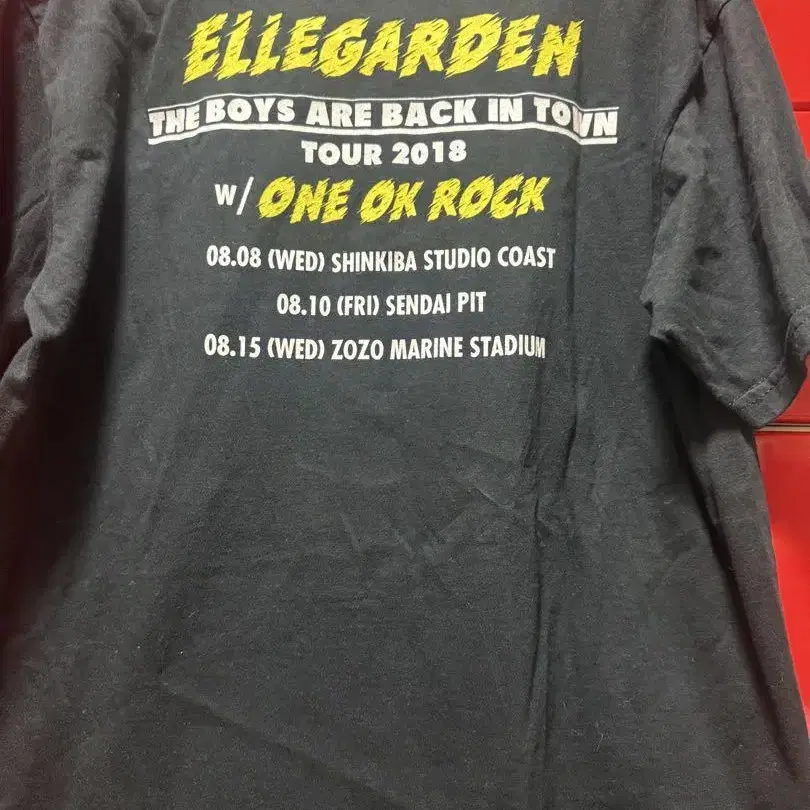 ELLEGARDEN
THE BOYS ARE BACK IN TOWN
TOUR 2018
w/ ONE OK ROCK
08.08 (WED) SHINKIBA STUDIO COAST
08.10 (FRI) SENDAI PIT
08.15 (WED) ZOZO MARINE STADIUM